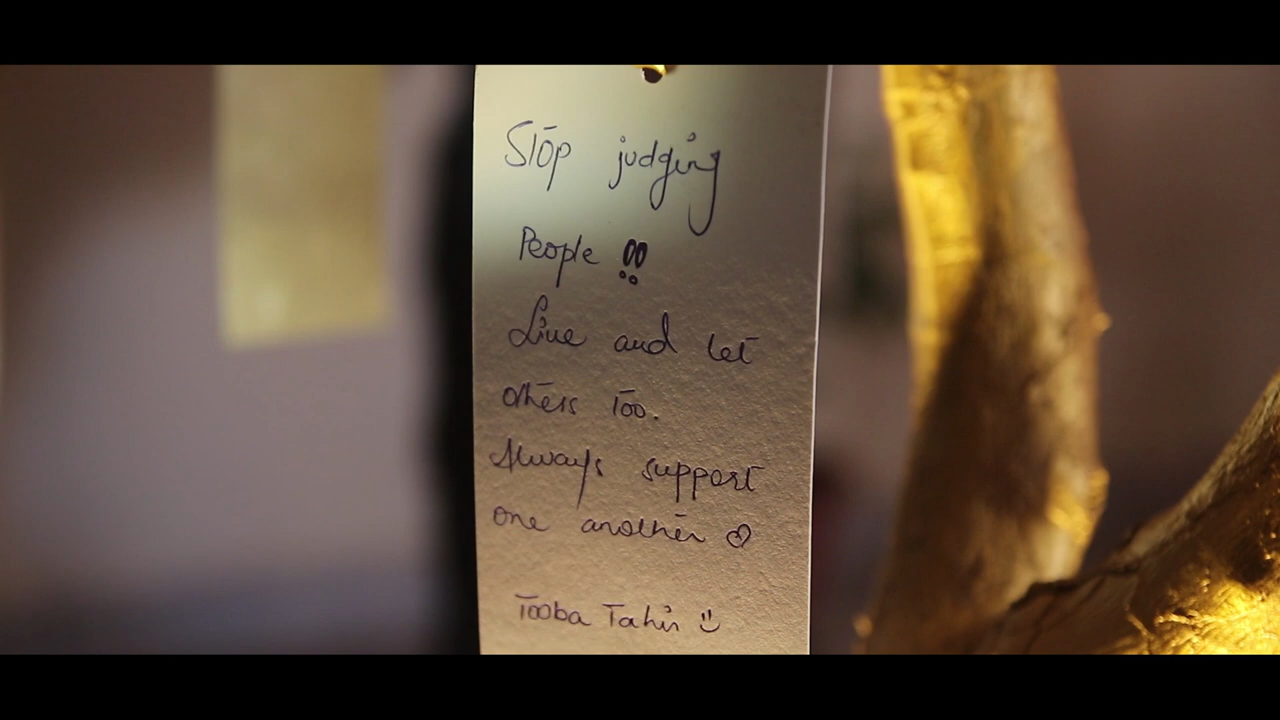 Stop judging
People !!
Live and let
others too.
Always support
one another ♡
Tooba Tahir :)